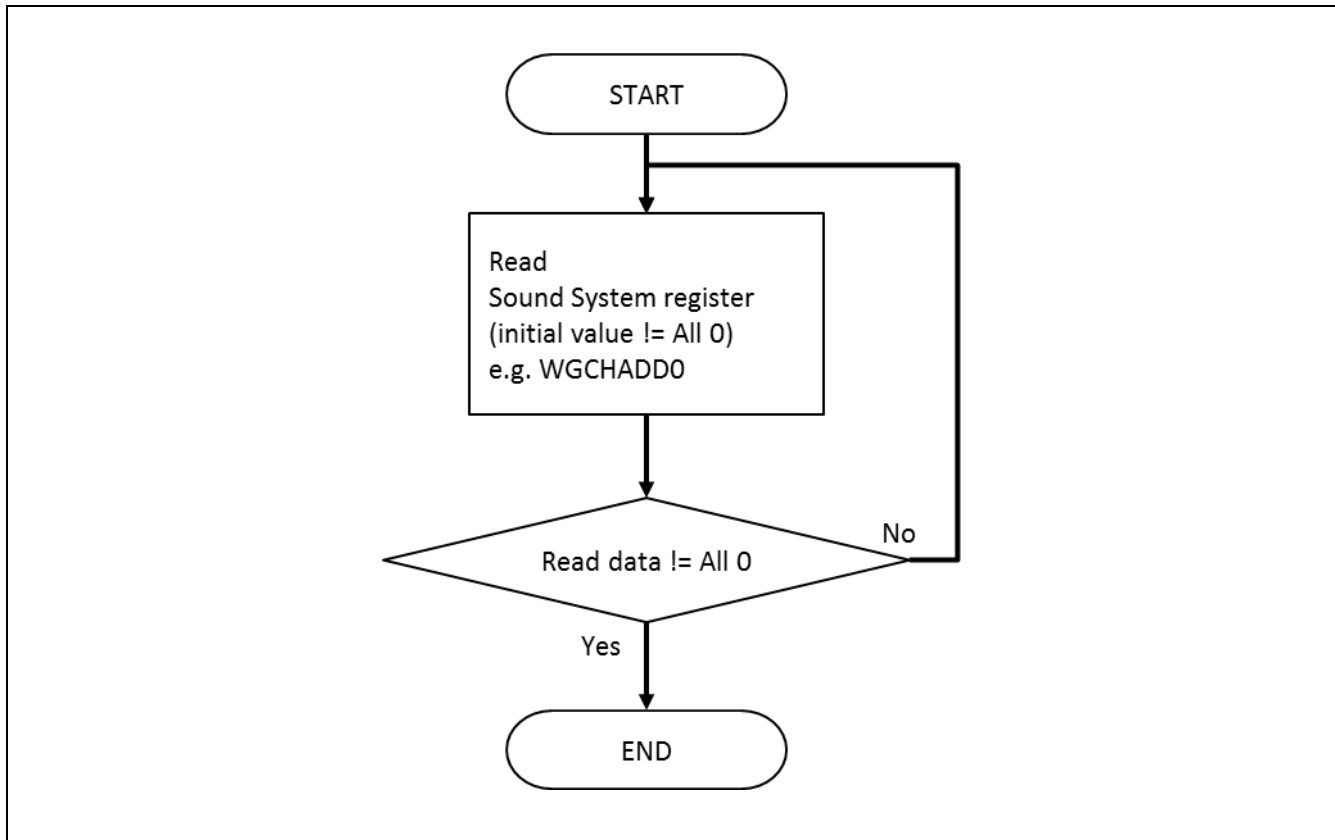 START
Read
Sound System register
(initial value != All 0)
e.g. WGCHADD0
Read data != All 0
No
Yes
END